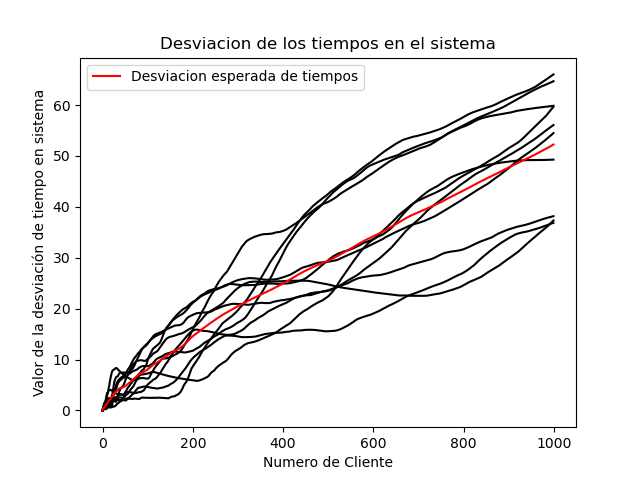 Desviacion de los tiempos en el sistema
Desviacion esperada de tiempos
Valor de la desviación de tiempo en sistema
60
50
40
30
20
10
0
0 200 400 600 800 1000
Numero de Cliente